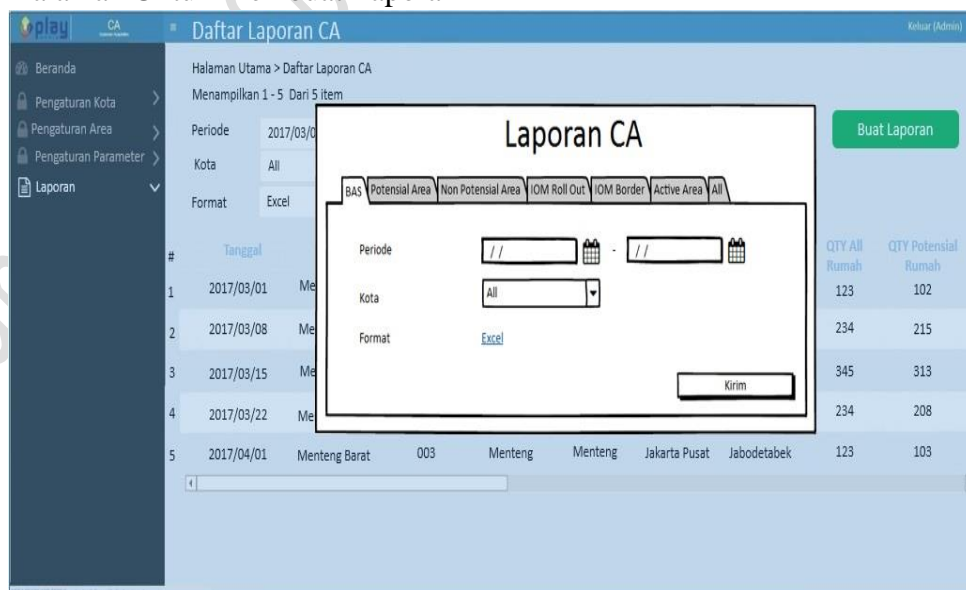 play CA Daftar Laporan CA Keluar (Admin)
Beranda
Pengaturan Kota
Pengaturan Area
Pengaturan Parameter
Laporan
Halaman Utama > Daftar Laporan CA
Menampilkan 1 - 5 Dari 5 item
Periode 2017/03/0
Kota All
Format Excel
Buat Laporan
Laporan CA
BAS Potensial Area Non Potensial Area IOM Roll Out IOM Border Active Area All
Periode / / - / /
Kota All
Format Excel
Kirim
# Tanggal QTY All Rumah QTY Potensial Rumah
1 2017/03/01 Me 123 102
2 2017/03/08 Me 234 215
3 2017/03/15 Me 345 313
4 2017/03/22 Me 234 208
5 2017/04/01 Menteng Barat 003 Menteng Menteng Jakarta Pusat Jabodetabek 123 103